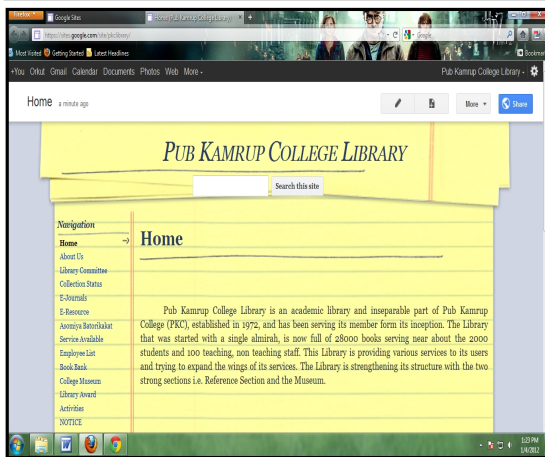 Firefox
Google Sites
Home (Pub Kamrup College Library)
https://sites.google.com/site/pkclibrary/
Google
Most Visited Getting Started Latest Headlines
Bookmar
+You Orkut Gmail Calendar Documents Photos Web More
Pub Kamrup College Library
Home a minute ago
More
Share
PUB KAMRUP COLLEGE LIBRARY
Search this site
Navigation
Home
About Us
Library Committee
Collection Status
E-Journals
E-Resource
Asomiya Batorikakat
Service Available
Employee List
Book Bank
College Museum
Library Award
Activities
NOTICE
Home
Pub Kamrup College Library is an academic library and inseparable part of Pub Kamrup
College (PKC), established in 1972, and has been serving its member form its inception. The Library
that was started with a single almirah, is now full of 28000 books serving near about the 2000
students and 100 teaching, non teaching staff. This Library is providing various services to its users
and trying to expand the wings of its services. The Library is strengthening its structure with the two
strong sections i.e. Reference Section and the Museum.
1:23 PM
1/4/2012